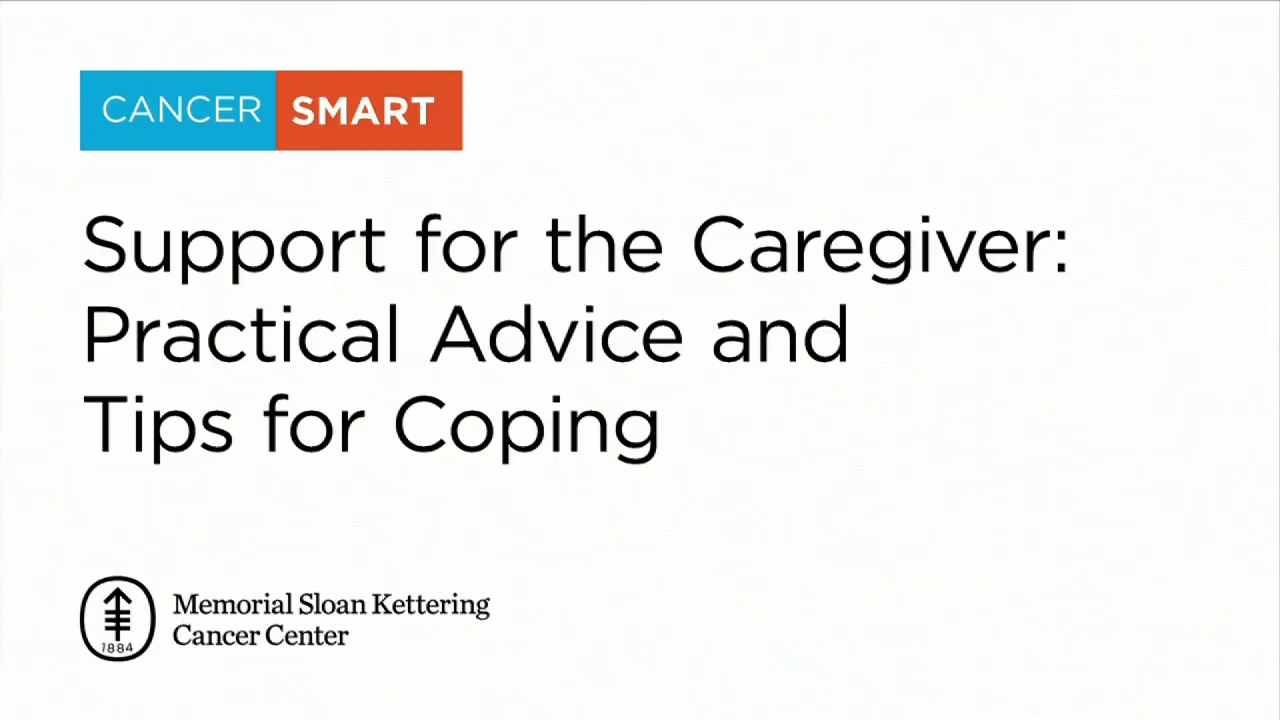 CANCER SMART
Support for the Caregiver:
Practical Advice and
Tips for Coping
1884
Memorial Sloan Kettering
Cancer Center